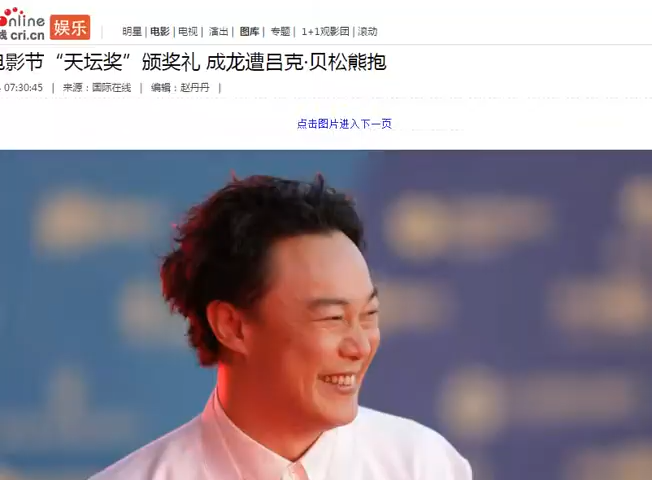 online
线 cri.cn 娱乐
明星 | 电影 | 电视 | 演出 | 图库 | 专题 | 1+1观影团 | 滚动
电影节“天坛奖”颁奖礼 成龙遭吕克·贝松熊抱
07:30:45 | 来源：国际在线 | 编辑：赵丹丹 |
点击图片进入下一页